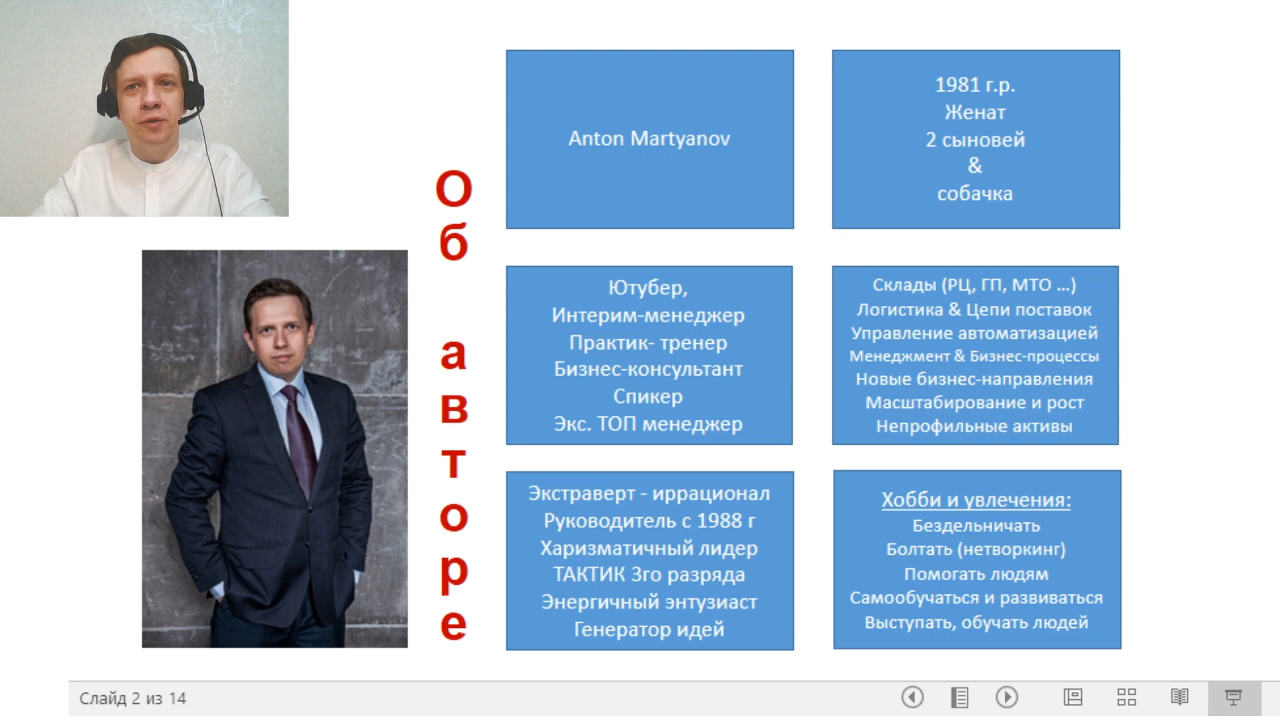 Об авторе
Anton Martyanov
1981 г.р.
Женат
2 сыновей
&
собачка
Ютубер,
Интерим-менеджер
Практик- тренер
Бизнес-консультант
Спикер
Экс. ТОП менеджер
Склады (РЦ, ГП, МТО ...)
Логистика & Цепи поставок
Управление автоматизацией
Менеджмент & Бизнес-процессы
Новые бизнес-направления
Масштабирование и рост
Непрофильные активы
Экстраверт - иррационал
Руководитель с 1988 г
Харизматичный лидер
ТАКТИК 3го разряда
Энергичный энтузиаст
Генератор идей
Хобби и увлечения:
Бездельничать
Болтать (нетворкинг)
Помогать людям
Самообучаться и развиваться
Выступать, обучать людей
Слайд 2 из 14